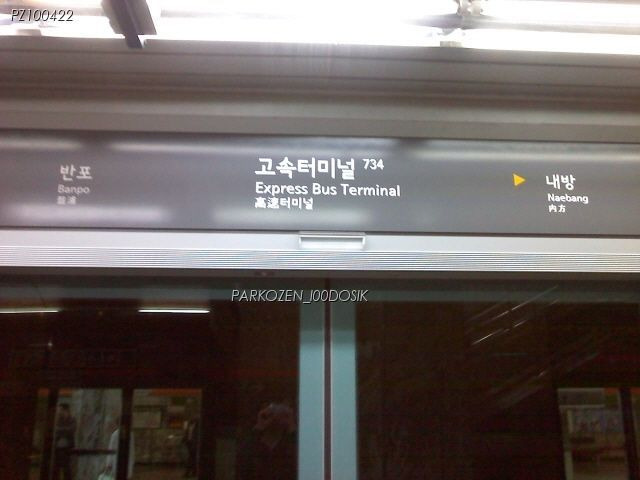 PZ100422
반포
Banpo
盤浦
고속터미널 734
Express Bus Terminal
高速터미널
내방
Naebang
內方
PARKOZEN_I00DOSIK